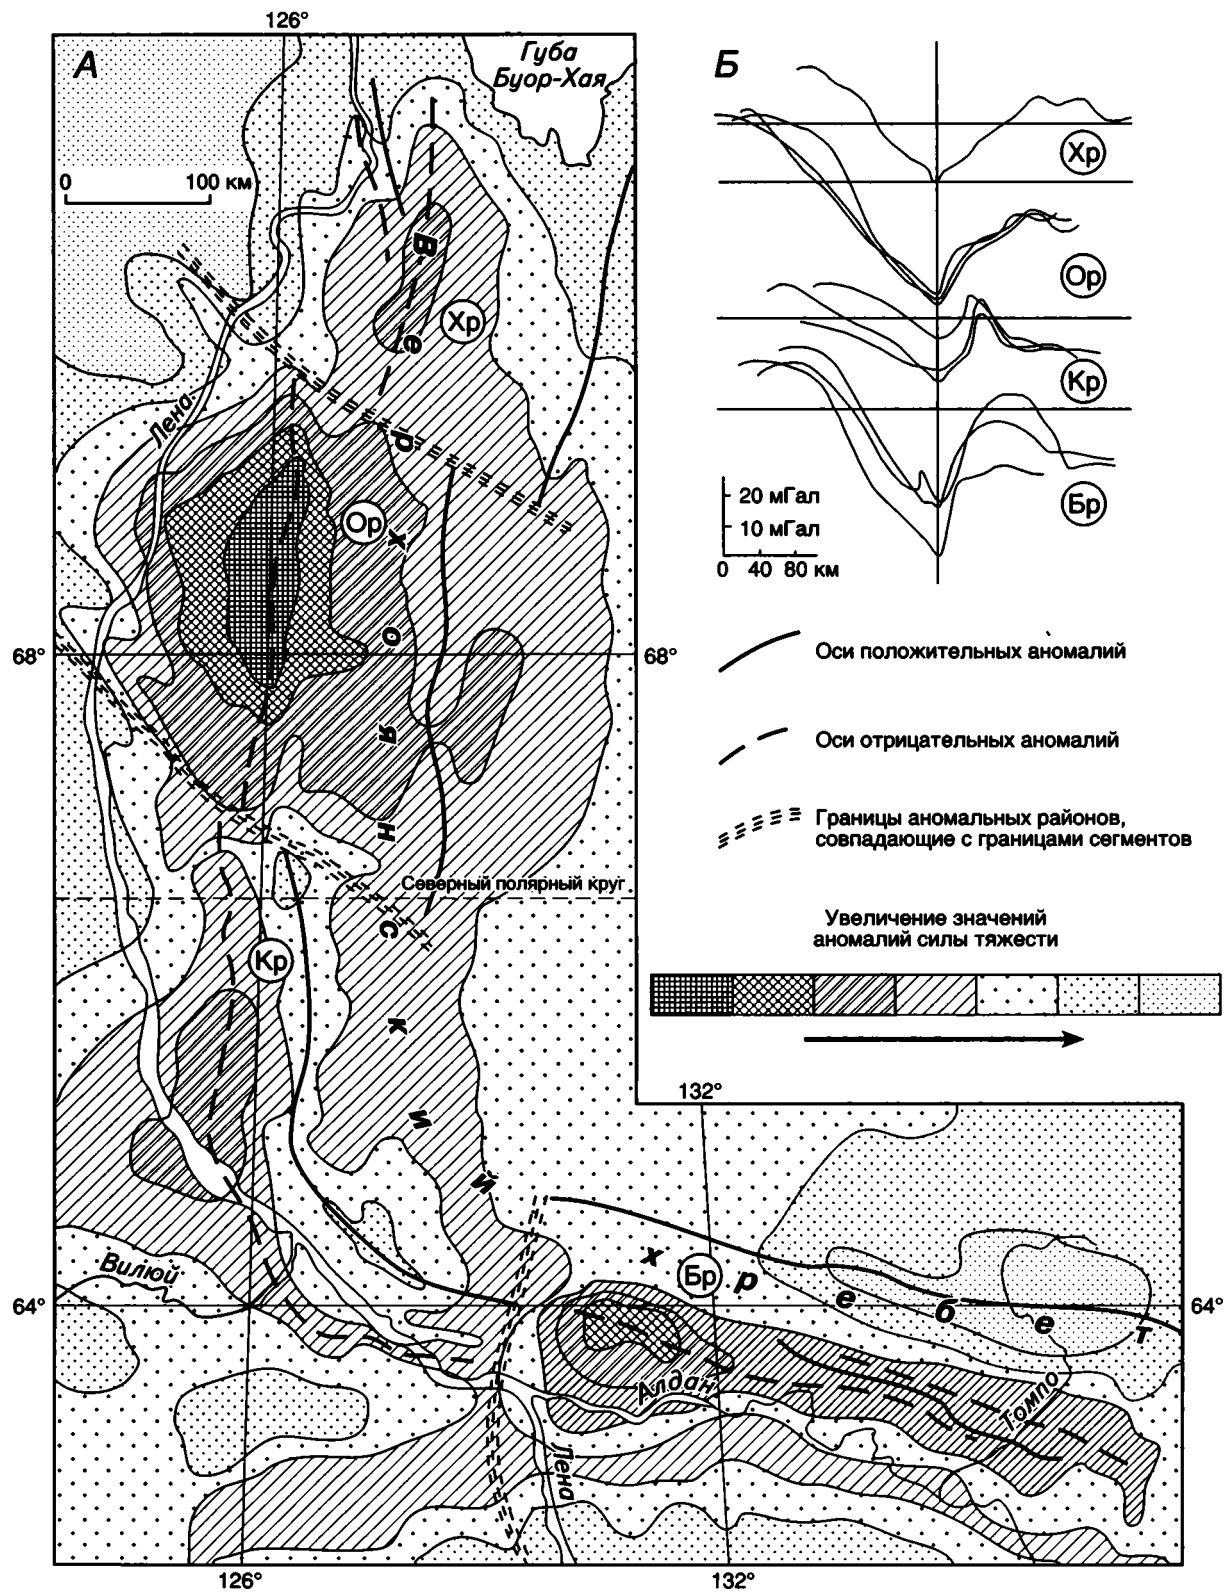 126°
А
Губа
Буор-Хая
0 100 км
Лена
Верхоянский хребет
Хр
Ор
68° 68°
Северный полярный круг
Кр
132°
Вилюй
Бр
64° 64°
Алдан
Томпо
Лена
126° 132°
Б
Хр
Ор
Кр
Бр
20 мГал
10 мГал
0 40 80 км
Оси положительных аномалий
Оси отрицательных аномалий
Границы аномальных районов,
совпадающие с границами сегментов
Увеличение значений
аномалий силы тяжести